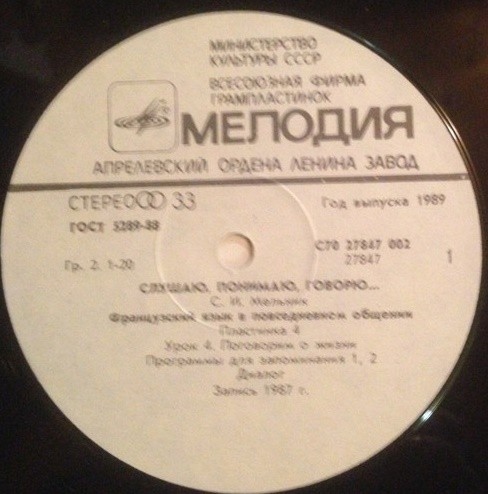 МИНИСТЕРСТВО
КУЛЬТУРЫ СССР
ВСЕСОЮЗНАЯ ФИРМА
ГРАМПЛАСТИНОК
МЕЛОДИЯ
АПРЕЛЕВСКИЙ ОРДЕНА ЛЕНИНА ЗАВОД
СТЕРЕО 33
Год выпуска 1989
ГОСТ 5289-88
С70 27847 002
Гр. 2. 1-20
27847
1
СЛУШАЮ, ПОНИМАЮ, ГОВОРЮ...
С. И. Мельник
Французский язык в повседневном общении
Пластинка 4
Урок 4. Поговорим о жизни
Программы для запоминания 1, 2
Диалог
Запись 1987 г.